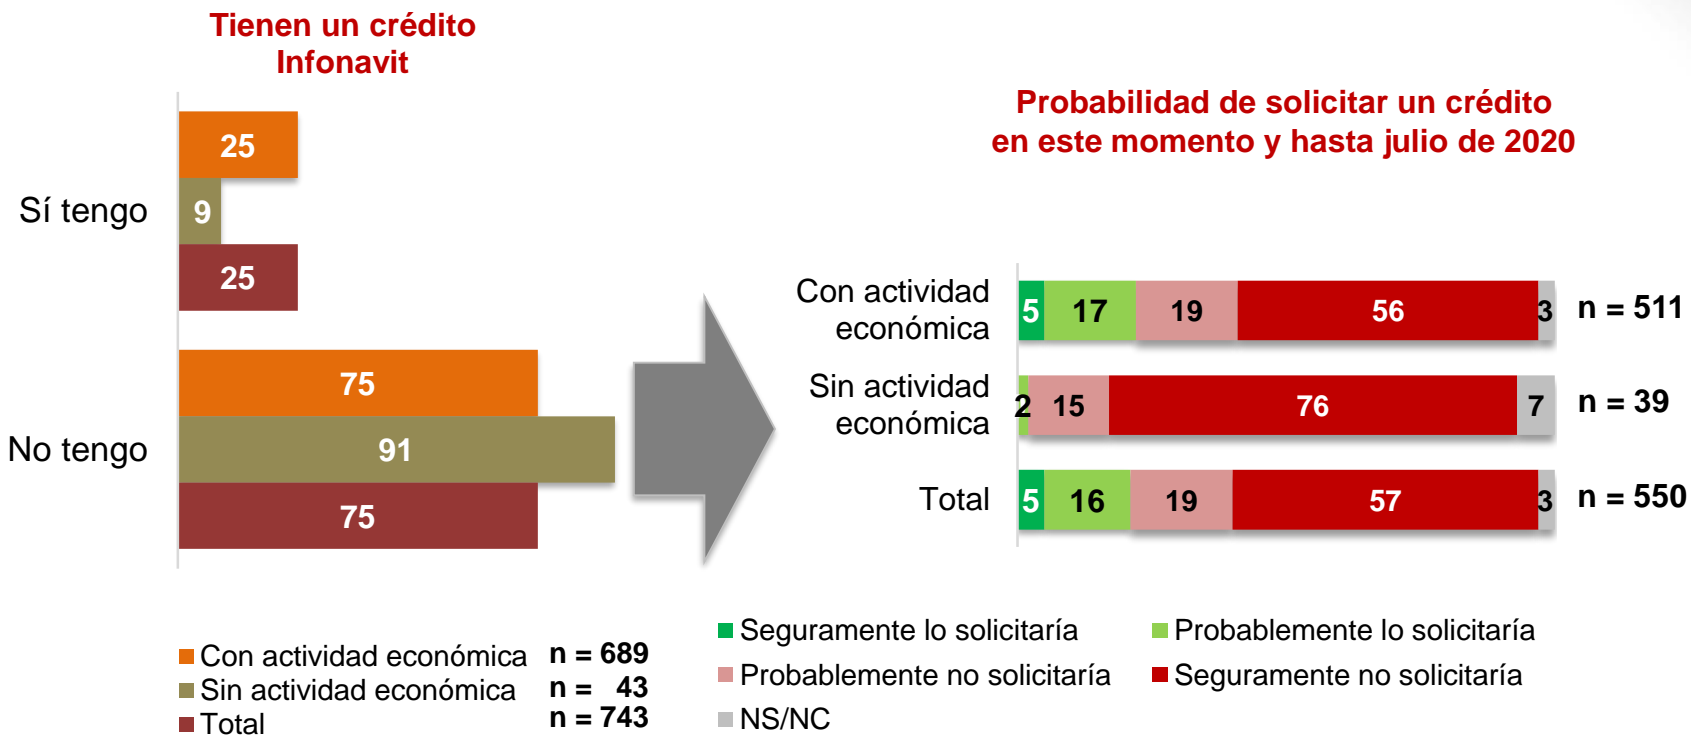 Tienen un crédito
Infonavit
Sí tengo
25
9
25
No tengo
75
91
75
Con actividad económica n = 689
Sin actividad económica n = 43
Total n = 743
Probabilidad de solicitar un crédito
en este momento y hasta julio de 2020
Con actividad
económica
5 17 19 56 3 n = 511
Sin actividad
económica
2 15 76 7 n = 39
Total 5 16 19 57 3 n = 550
Seguramente lo solicitaría Probablemente lo solicitaría
Probablemente no solicitaría Seguramente no solicitaría
NS/NC